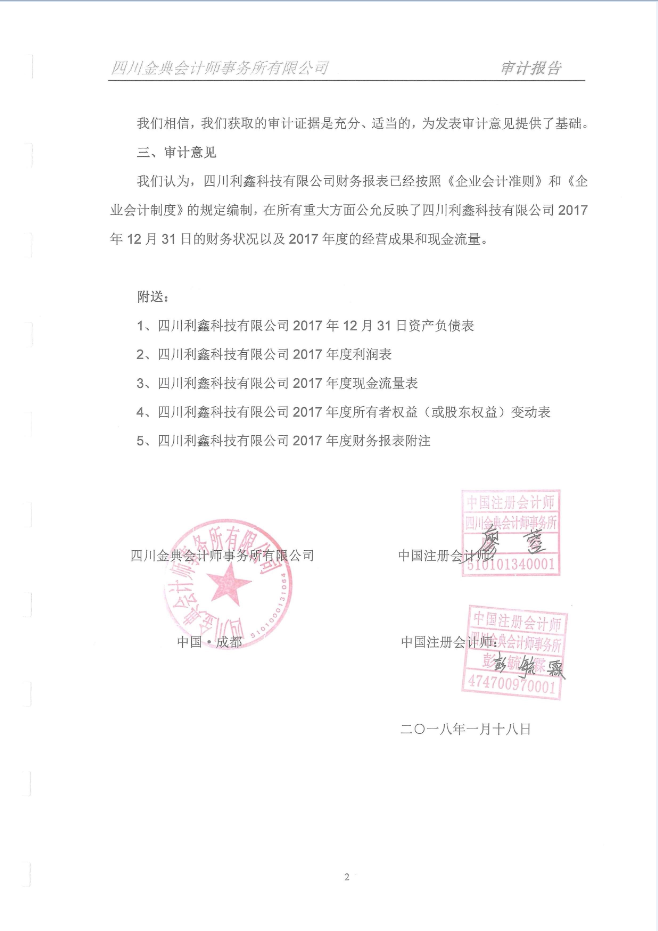 四川金典会计师事务所有限公司 审计报告
我们相信，我们获取的审计证据是充分、适当的，为发表审计意见提供了基础。
三、审计意见
我们认为，四川利鑫科技有限公司财务报表已经按照《企业会计准则》和《企
业会计制度》的规定编制，在所有重大方面公允反映了四川利鑫科技有限公司 2017
年 12 月 31 日的财务状况以及 2017 年度的经营成果和现金流量。
附送：
1、四川利鑫科技有限公司 2017 年 12 月 31 日资产负债表
2、四川利鑫科技有限公司 2017 年度利润表
3、四川利鑫科技有限公司 2017 年度现金流量表
4、四川利鑫科技有限公司 2017 年度所有者权益（或股东权益）变动表
5、四川利鑫科技有限公司 2017 年度财务报表附注
中国注册会计师
四川金典会计师事务所
四川金典会计师事务所有限公司 中国注册会计师
510101340001
四川金典会计师事务所有限公司
中国·成都 中国注册会计师：
中国注册会计师
四川金典会计师事务所
474700970001
二〇一八年一月十八日
2